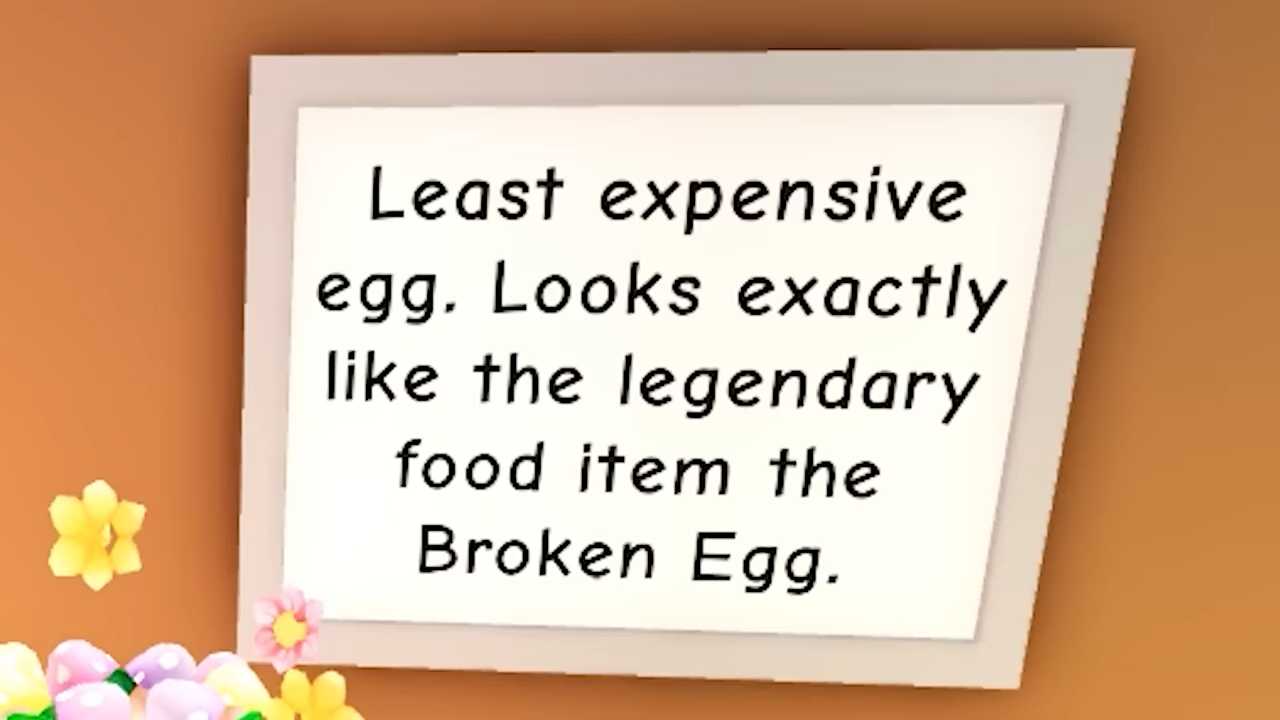 Least expensive
egg. Looks exactly
like the legendary
food item the
Broken Egg.